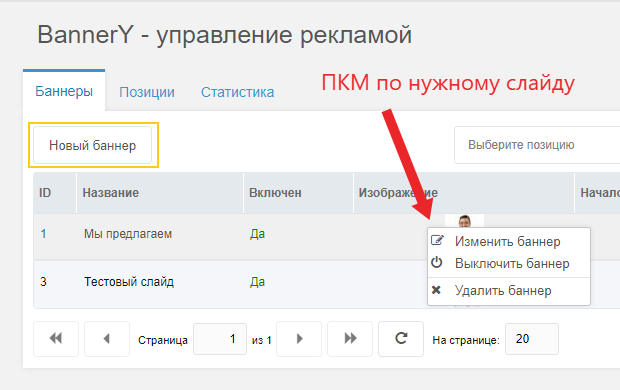 BannerY - управление рекламой
ПКМ по нужному слайду
Баннеры Позиции Статистика
Новый баннер Выберите позицию
ID Название Включен Изображение Начало
1 Мы предлагаем Да
Изменить баннер
Выключить баннер
3 Тестовый слайд Да
Удалить баннер
Страница 1 из 1 На странице: 20